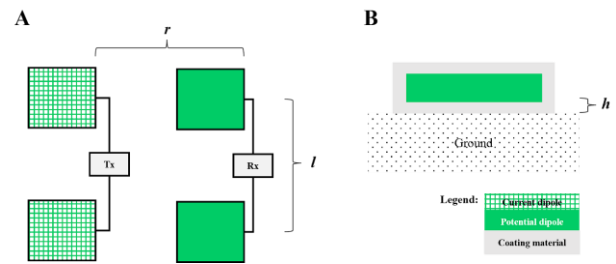 A
r
B
Tx
Rx
l
h
Ground
Legend:
Current dipole
Potential dipole
Coating material